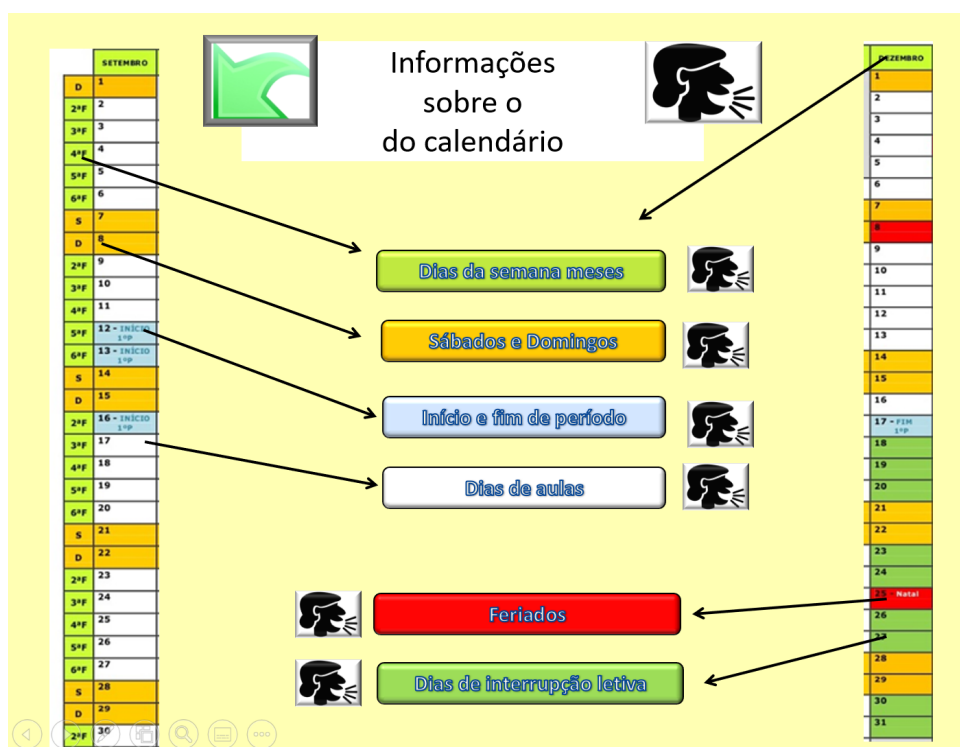 Informações
sobre o
do calendário
SETEMBRO
D 1
2ªF 2
3ªF 3
4ªF 4
5ªF 5
6ªF 6
S 7
D 8
2ªF 9
3ªF 10
4ªF 11
5ªF 12 - INÍCIO
1ºP
6ªF 13 - INÍCIO
1ºP
S 14
D 15
2ªF 16 - INÍCIO
1ºP
3ªF 17
4ªF 18
5ªF 19
6ªF 20
S 21
D 22
2ªF 23
3ªF 24
4ªF 25
5ªF 26
6ªF 27
S 28
D 29
2ªF 30
Dias da semana meses
Sábados e Domingos
Início e fim de período
Dias de aulas
Feriados
Dias de interrupção letiva
DEZEMBRO
1
2
3
4
5
6
7
8
9
10
11
12
13
14
15
16
17 - FIM
1ºP
18
19
20
21
22
23
24
25 - Natal
26
27
28
29
30
31